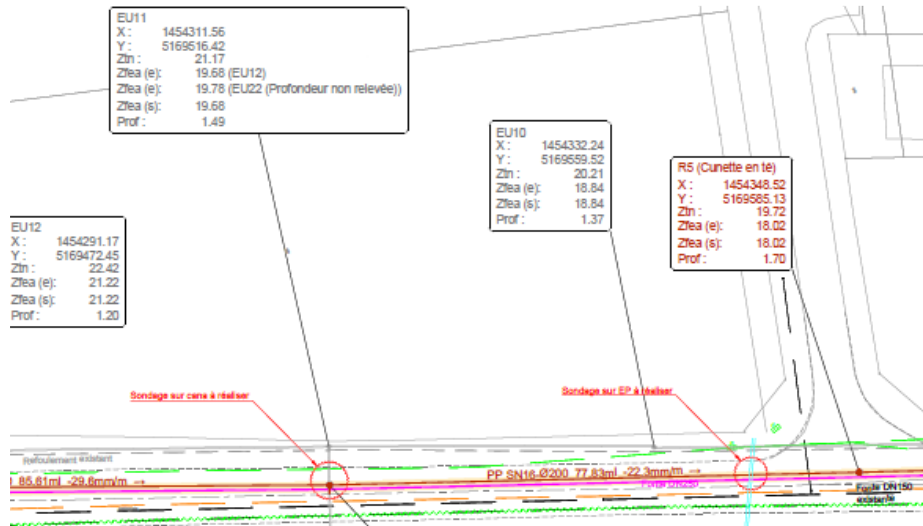 EU11
X : 1454311.56
Y : 5169516.42
Ztn : 21.17
Zfea (e): 19.68 (EU12)
Zfea (e): 19.78 (EU22 (Profondeur non relevée))
Zfea (s): 19.68
Prof : 1.49
EU10
X : 1454332.24
Y : 5169559.52
Ztn : 20.21
Zfea (e): 18.84
Zfea (s): 18.84
Prof : 1.37
R5 (Cunette en té)
X : 1454348.52
Y : 5169585.13
Ztn : 19.72
Zfea (e): 18.02
Zfea (s): 18.02
Prof : 1.70
EU12
X : 1454291.17
Y : 5169472.45
Ztn : 22.42
Zfea (e): 21.22
Zfea (s): 21.22
Prof : 1.20
Sondage sur cana à réaliser
Sondage sur EP à réaliser
Refoulement existant
85.61ml -29.6mm/m →
PP SN16 Ø200 77.83ml -22.3mm/m →
Fonte DN150
existante